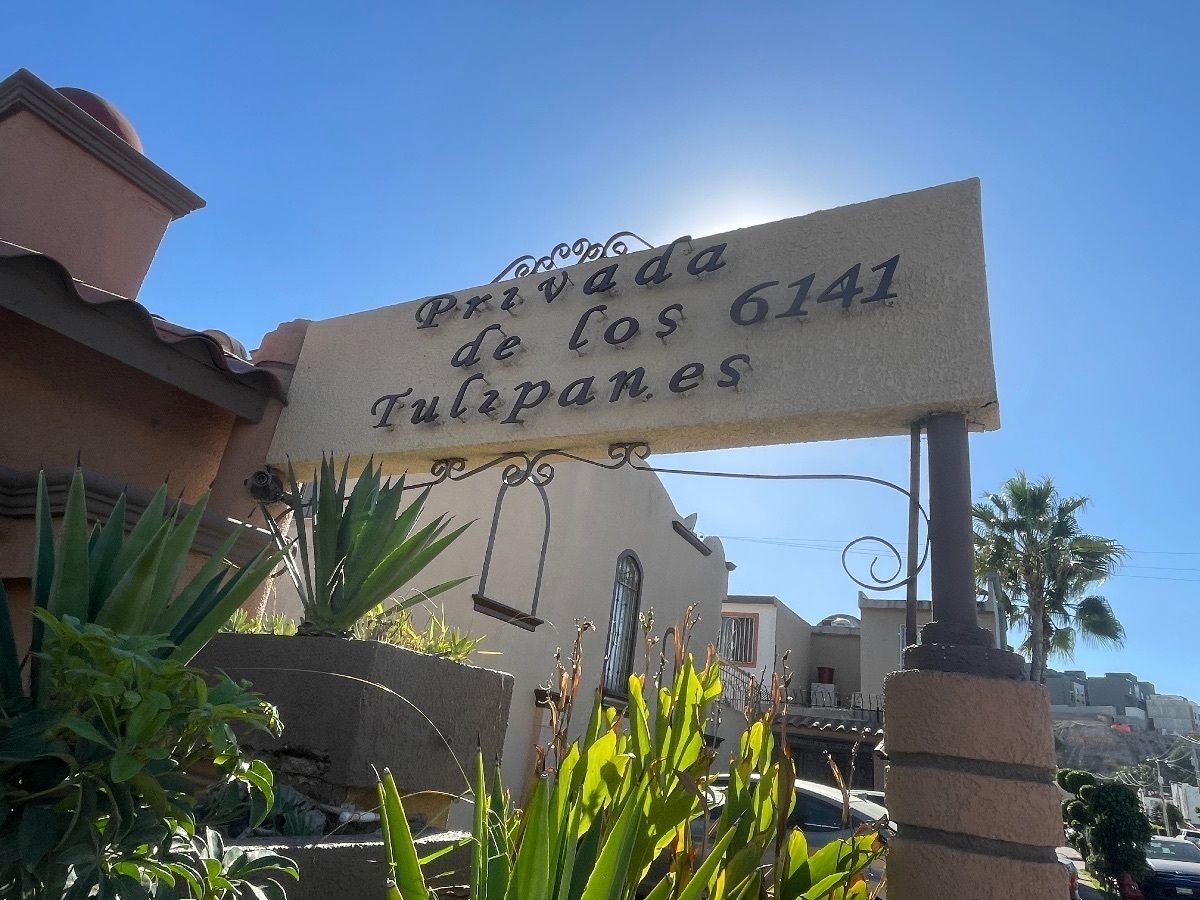 Privada
de los 6141
Tulipanes